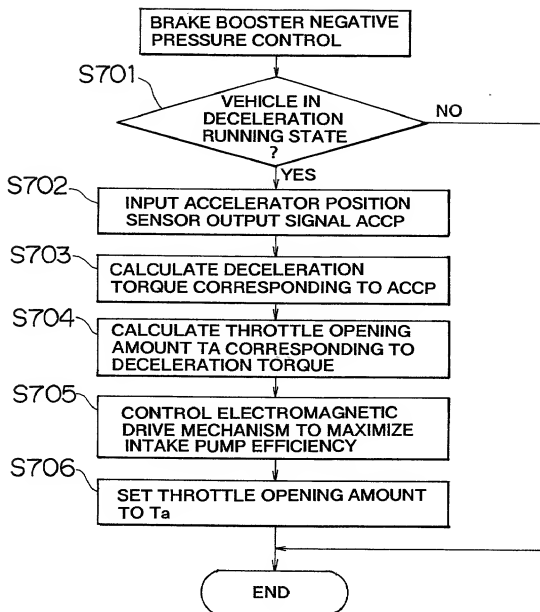 BRAKE BOOSTER NEGATIVE
PRESSURE CONTROL
S701
VEHICLE IN
DECELERATION
RUNNING STATE
?
NO
YES
S702
INPUT ACCELERATOR POSITION
SENSOR OUTPUT SIGNAL ACCP
S703
CALCULATE DECELERATION
TORQUE CORRESPONDING TO ACCP
S704
CALCULATE THROTTLE OPENING
AMOUNT TA CORRESPONDING TO
DECELERATION TORQUE
S705
CONTROL ELECTROMAGNETIC
DRIVE MECHANISM TO MAXIMIZE
INTAKE PUMP EFFICIENCY
S706
SET THROTTLE OPENING AMOUNT
TO Ta
END